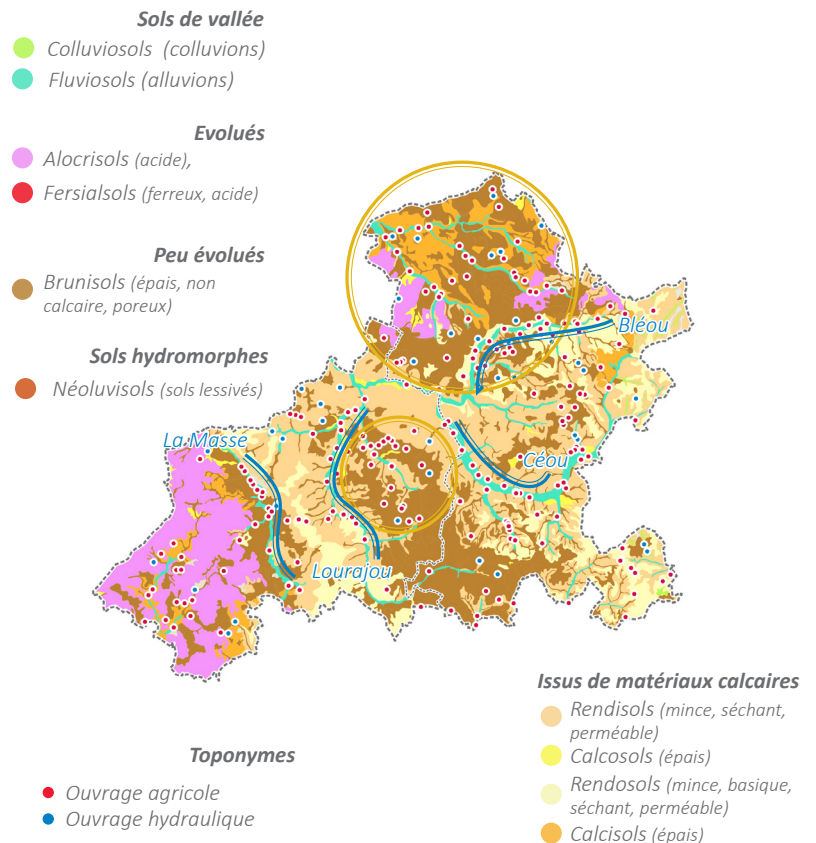 Sols de vallée
Colluviosols (colluvions)
Fluviosols (alluvions)
Evolués
Alocrisols (acide),
Fersialsols (ferreux, acide)
Peu évolués
Brunisols (épais, non
calcaire, poreux)
Sols hydromorphes
Néoluvisols (sols lessivés)
Bléou
La Masse
Céou
Lourajou
Toponymes
Ouvrage agricole
Ouvrage hydraulique
Issus de matériaux calcaires
Rendisols (mince, séchant,
perméable)
Calcosols (épais)
Rendosols (mince, basique,
séchant, perméable)
Calcisols (épais)